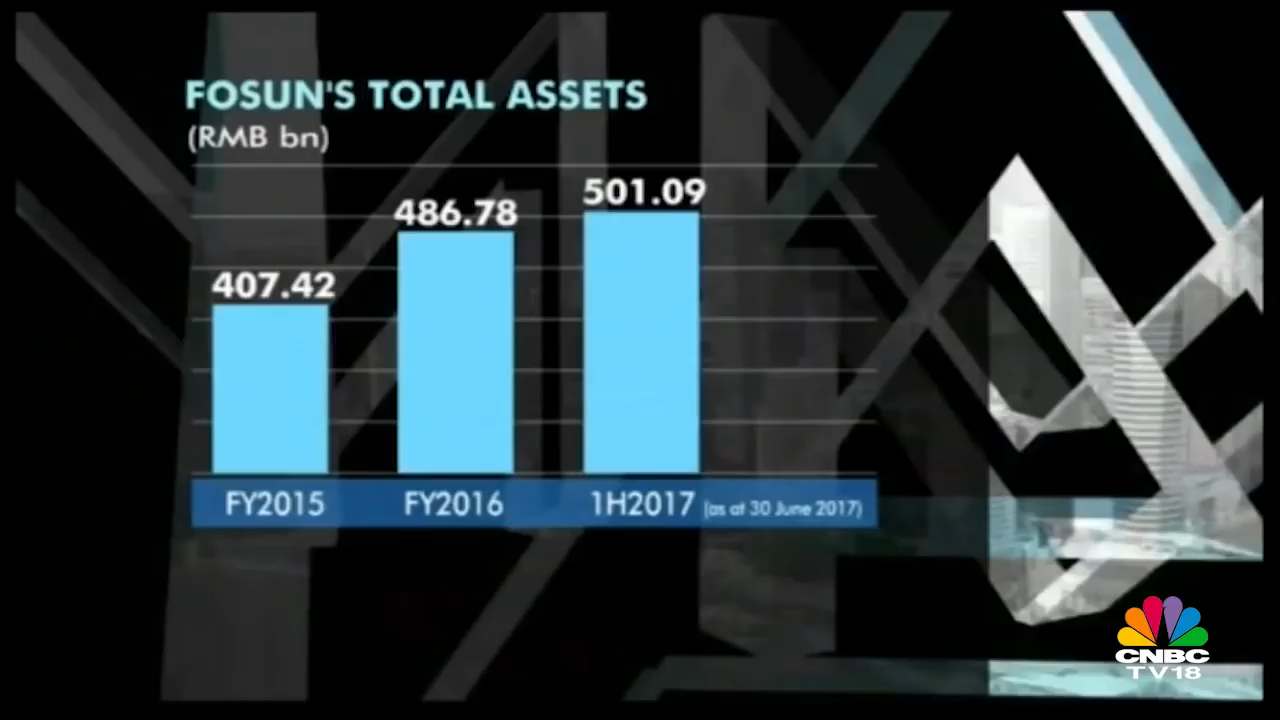 FOSUN'S TOTAL ASSETS
(RMB bn)
407.42
486.78
501.09
FY2015
FY2016
1H2017 (as at 30 June 2017)
CNBC
TV18